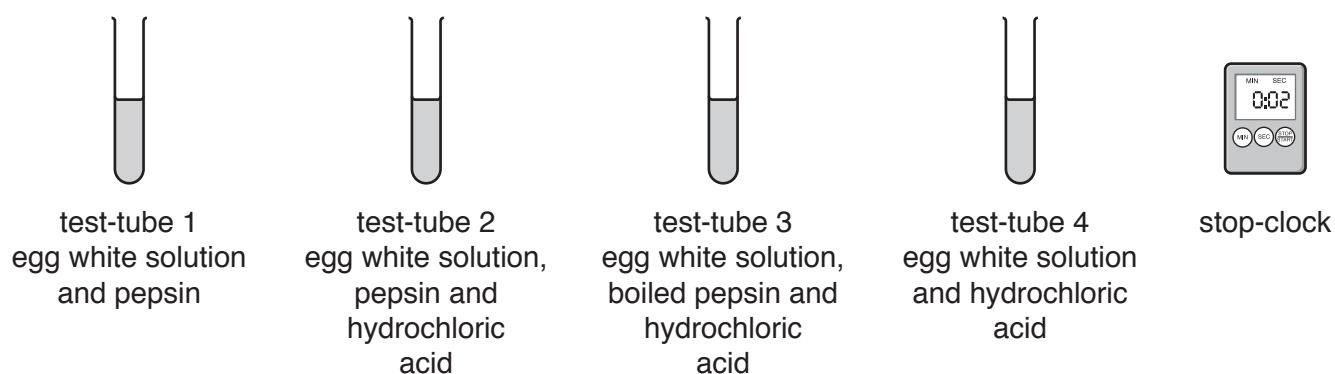 MIN SEC
0:02
MIN SEC STOP
START
test-tube 1
egg white solution
and pepsin
test-tube 2
egg white solution,
pepsin and
hydrochloric
acid
test-tube 3
egg white solution,
boiled pepsin and
hydrochloric
acid
test-tube 4
egg white solution
and hydrochloric
acid
stop-clock